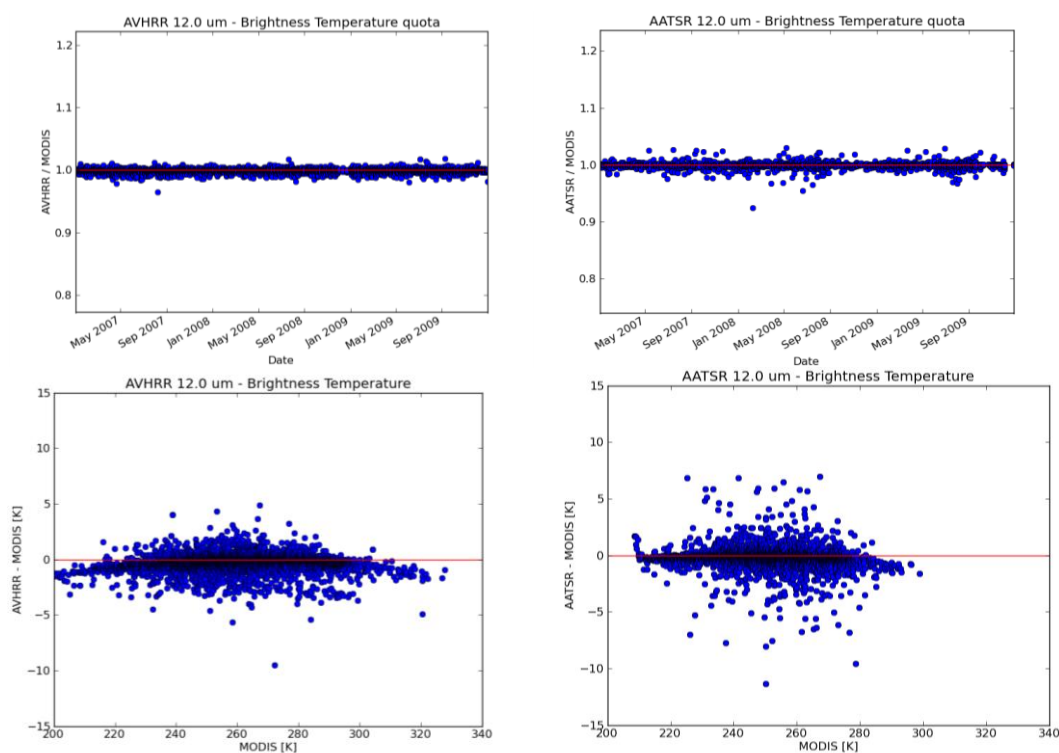 AVHRR 12.0 um - Brightness Temperature quota
1.2
1.1
1.0
0.9
0.8
AVHRR / MODIS
May 2007
Sep 2007
Jan 2008
May 2008
Sep 2008
Jan 2009
May 2009
Sep 2009
Date
AATSR 12.0 um - Brightness Temperature quota
1.2
1.1
1.0
0.9
0.8
AATSR / MODIS
May 2007
Sep 2007
Jan 2008
May 2008
Sep 2008
Jan 2009
May 2009
Sep 2009
Date
AVHRR 12.0 um - Brightness Temperature
15
10
5
0
−5
−10
−15
AVHRR - MODIS [K]
200 220 240 260 280 300 320 340
MODIS [K]
AATSR 12.0 um - Brightness Temperature
15
10
5
0
−5
−10
−15
AATSR - MODIS [K]
200 220 240 260 280 300 320 340
MODIS [K]